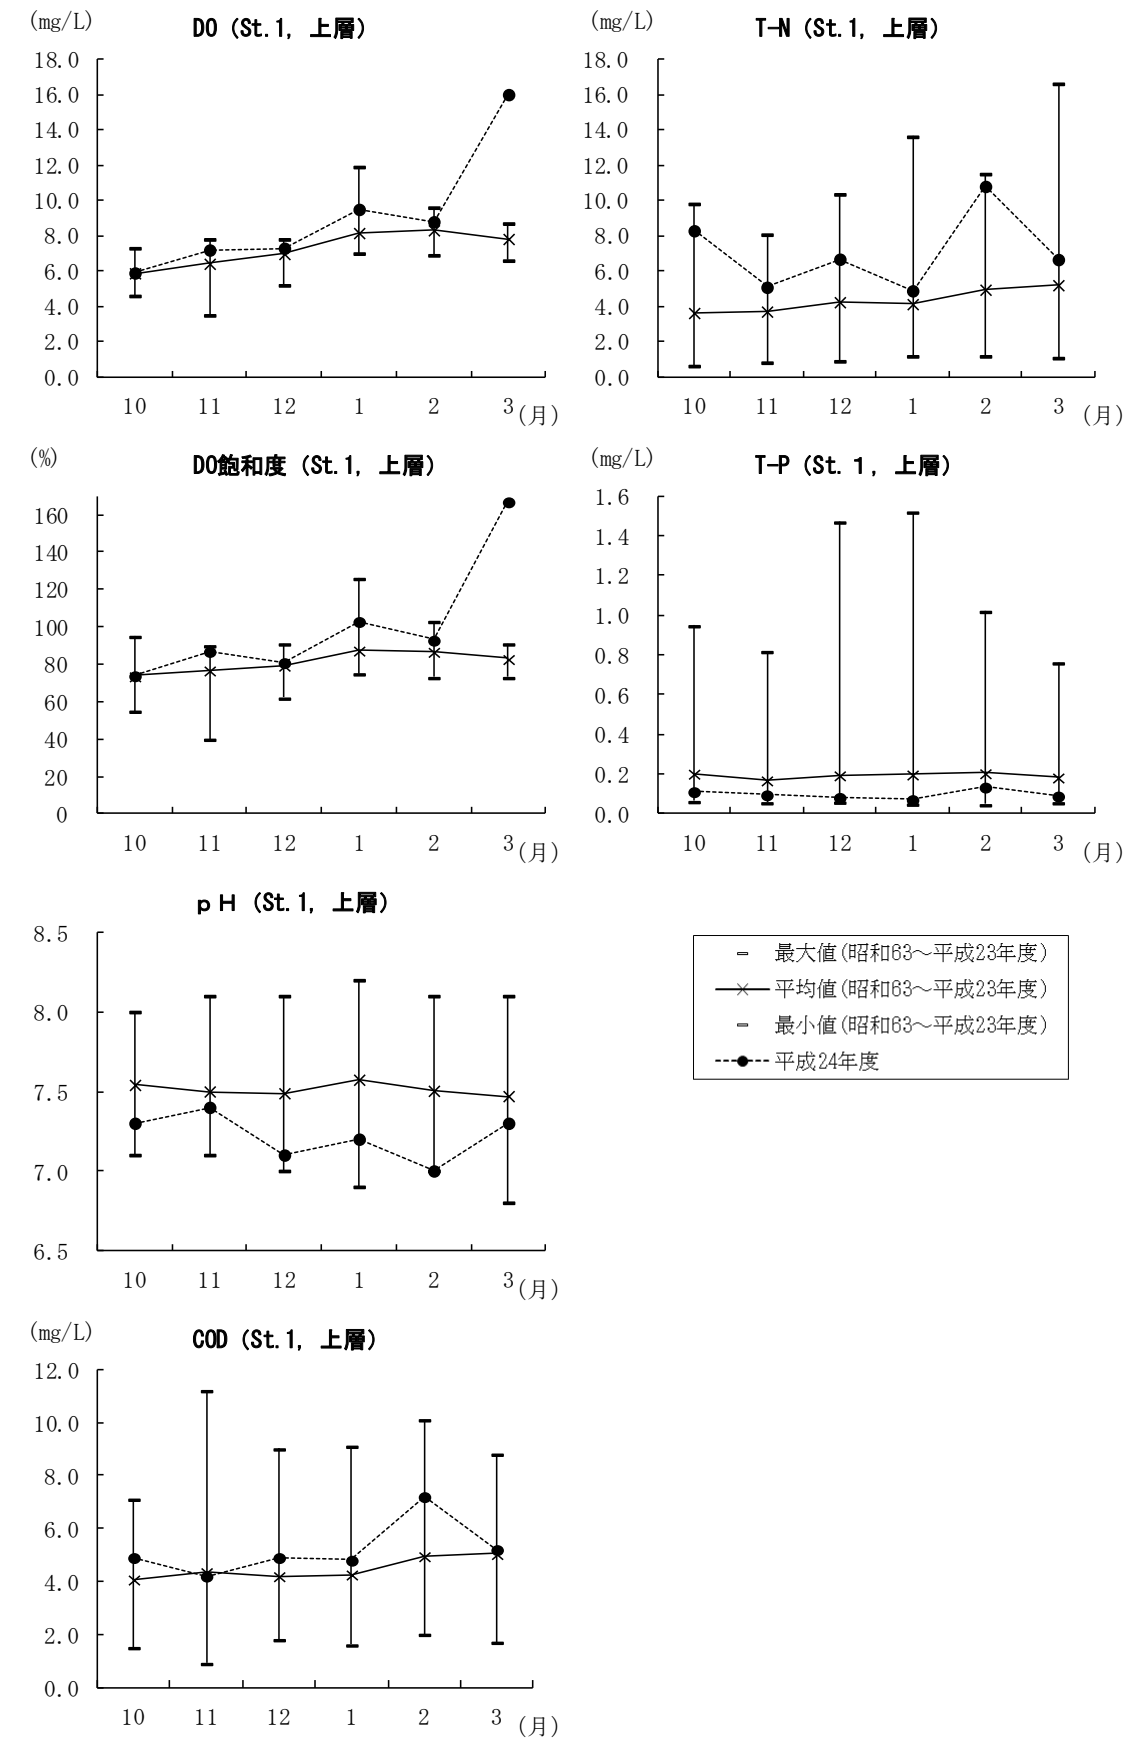 (mg/L)
DO（St.1, 上層）
18.0
16.0
14.0
12.0
10.0
8.0
6.0
4.0
2.0
0.0
10 11 12 1 2 3 (月)
(mg/L)
T-N（St.1, 上層）
18.0
16.0
14.0
12.0
10.0
8.0
6.0
4.0
2.0
0.0
10 11 12 1 2 3 (月)
(%)
DO飽和度（St.1, 上層）
160
140
120
100
80
60
40
20
0
10 11 12 1 2 3 (月)
(mg/L)
T-P（St.１, 上層）
1.6
1.4
1.2
1.0
0.8
0.6
0.4
0.2
0.0
10 11 12 1 2 3 (月)
ｐＨ（St.1, 上層）
8.5
8.0
7.5
7.0
6.5
10 11 12 1 2 3 (月)
最大値(昭和63～平成23年度)
平均値(昭和63～平成23年度)
最小値(昭和63～平成23年度)
平成24年度
(mg/L)
COD（St.1, 上層）
12.0
10.0
8.0
6.0
4.0
2.0
0.0
10 11 12 1 2 3 (月)